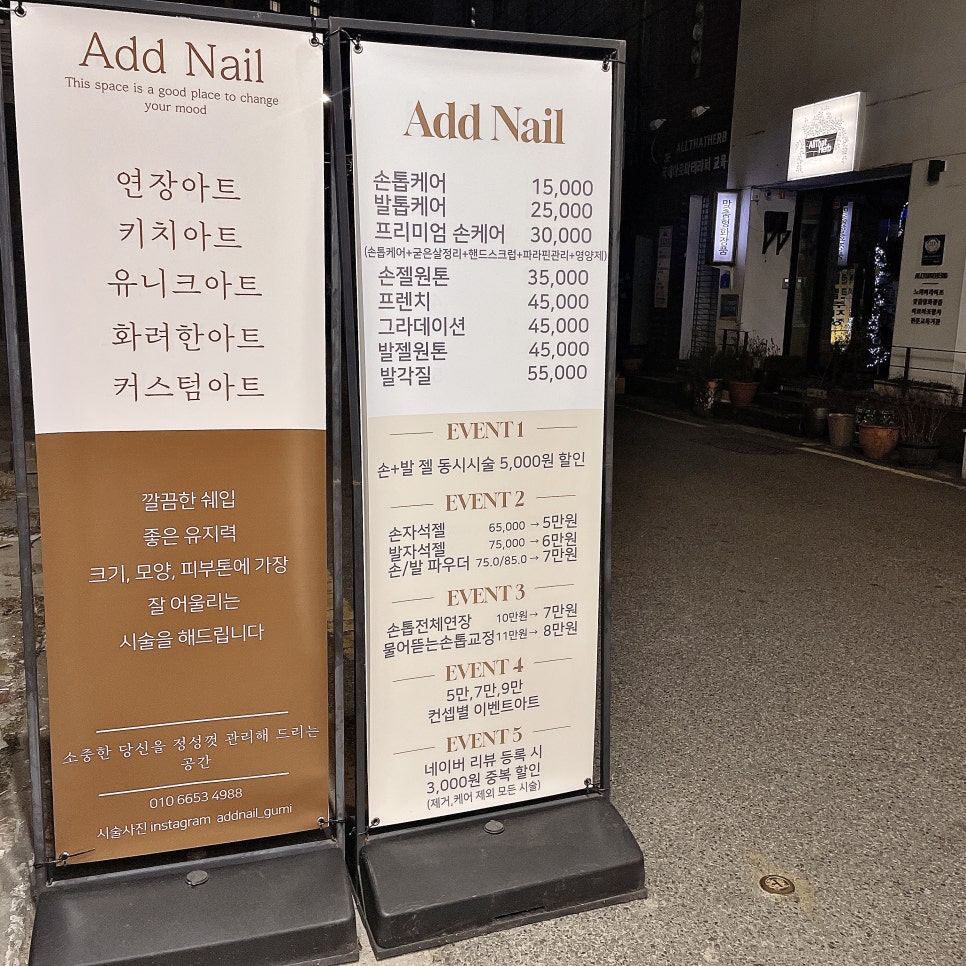 Add Nail
This space is a good place to change
your mood
연장아트
키치아트
유니크아트
화려한아트
커스텀아트
깔끔한 쉐입
좋은 유지력
크기, 모양, 피부톤에 가장
잘 어울리는
시술을 해드립니다
소중한 당신을 정성껏 관리해 드리는
공간
010 6653 4988
시술사진 instagram addnail_gumi
Add Nail
손톱케어 15,000
발톱케어 25,000
프리미엄 손케어 30,000
(손톱케어+굳은살정리+핸드스크럽+파라핀관리+영양제)
손젤원톤 35,000
프렌치 45,000
그라데이션 45,000
발젤원톤 45,000
발각질 55,000
EVENT 1
손+발 젤 동시시술 5,000원 할인
EVENT 2
손자석젤 65,000 → 5만원
발자석젤 75,000 → 6만원
손/발 파우더 75.0/85.0 → 7만원
EVENT 3
손톱전체연장 10만원→ 7만원
물어뜯는손톱교정 11만원→ 8만원
EVENT 4
5만,7만,9만
컨셉별 이벤트아트
EVENT 5
네이버 리뷰 등록 시
3,000원 중복 할인
(제거,케어 제외 모든 시술)
ALLTHATHERB
AllThat
Herb
맞춤형화장품
ALLTHATHERB